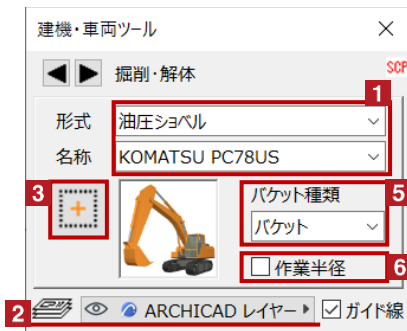 建機・車両ツール
掘削・解体
SCP
1
形式 油圧ショベル
名称 KOMATSU PC78US
3
バケット種類 5
バケット
作業半径 6
2 ARCHICAD レイヤー ガイド線